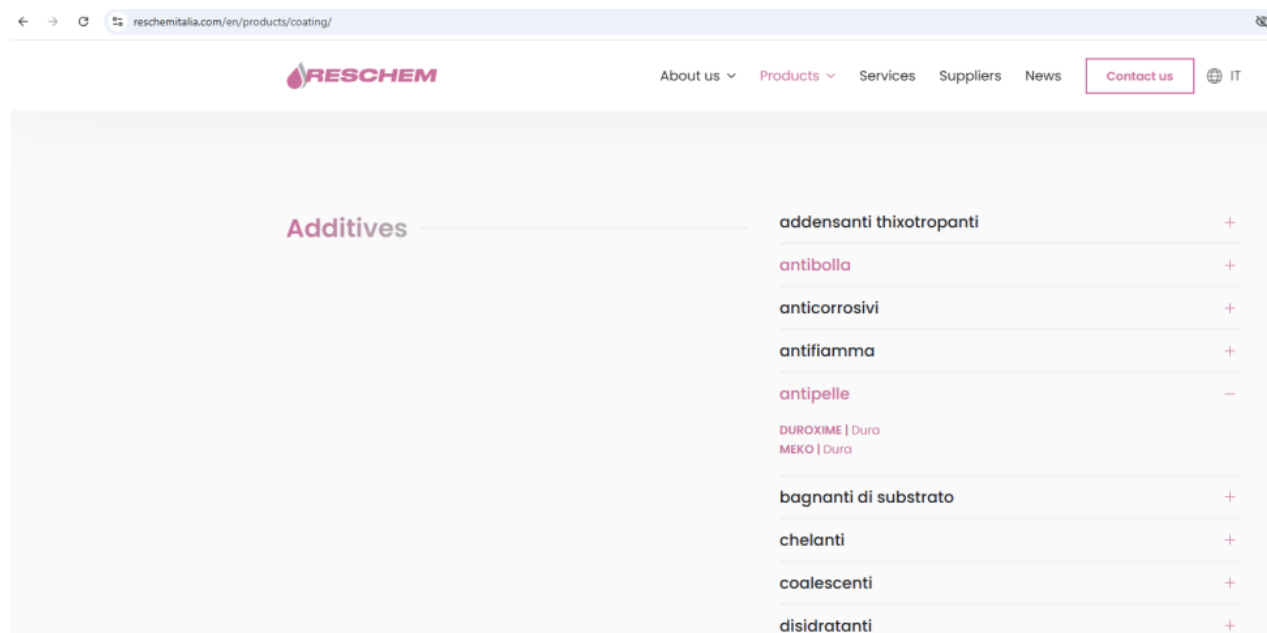 reschemitalia.com/en/products/coating/
RESCHEM
About us Products Services Suppliers News Contact us IT
Additives
addensanti thixotropanti
antibolla
anticorrosivi
antifiamma
antipelle
DUROXIME | Dura
MEKO | Dura
bagnanti di substrato
chelanti
coalescenti
disidratanti